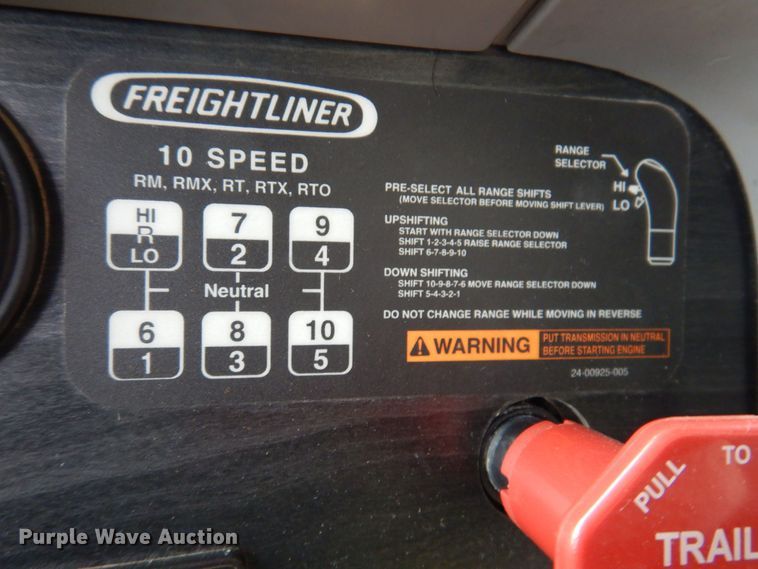 FREIGHTLINER
10 SPEED
RM, RMX, RT, RTX, RTO
HI
R
LO
7
2
9
4
Neutral
6
1
8
3
10
5
RANGE
SELECTOR
HI
LO
PRE-SELECT ALL RANGE SHIFTS
(MOVE SELECTOR BEFORE MOVING SHIFT LEVER)
UPSHIFTING
START WITH RANGE SELECTOR DOWN
SHIFT 1-2-3-4-5 RAISE RANGE SELECTOR
SHIFT 6-7-8-9-10
DOWN SHIFTING
SHIFT 10-9-8-7-6 MOVE RANGE SELECTOR DOWN
SHIFT 5-4-3-2-1
DO NOT CHANGE RANGE WHILE MOVING IN REVERSE
WARNING
PUT TRANSMISSION IN NEUTRAL
BEFORE STARTING ENGINE
24-00925-005
PULL TO
TRAIL
Purple Wave Auction